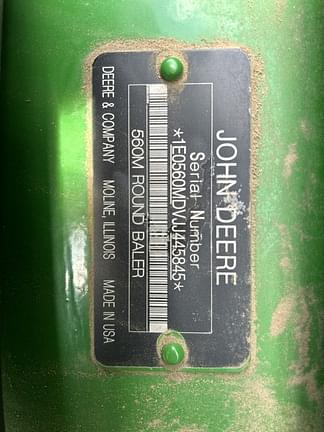 JOHN DEERE
Serial Number
*1E0560MDVJJ445845*
560M ROUND BALER
DEERE & COMPANY MOLINE, ILLINOIS MADE IN USA